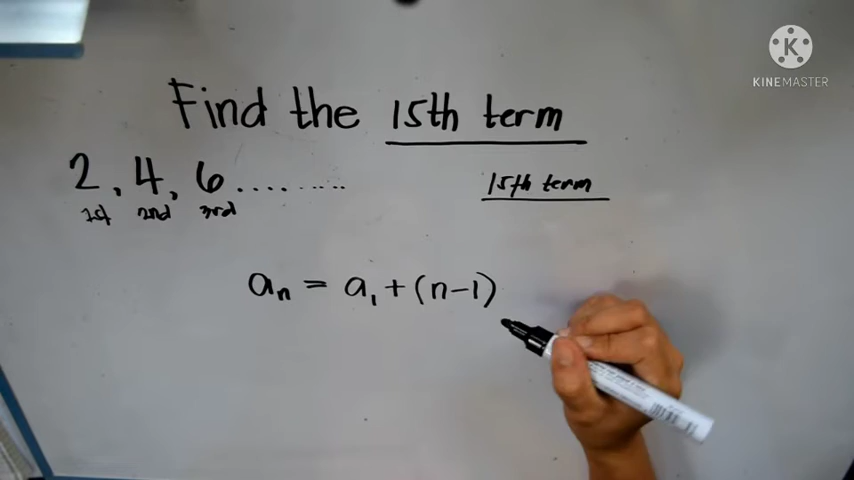 KINEMASTER
Find the 15th term
2, 4, 6 .... .....
1st 2nd 3rd
15th term
aₙ = a₁ + (n-1)